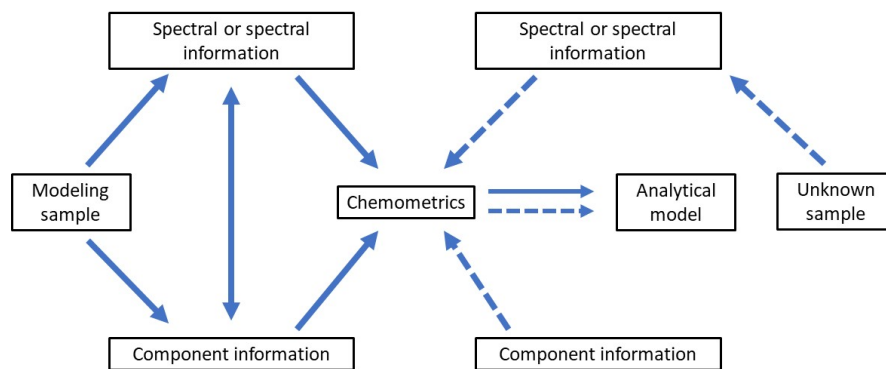 Spectral or spectral
information
Spectral or spectral
information
Modeling
sample
Chemometrics
Analytical
model
Unknown
sample
Component information
Component information